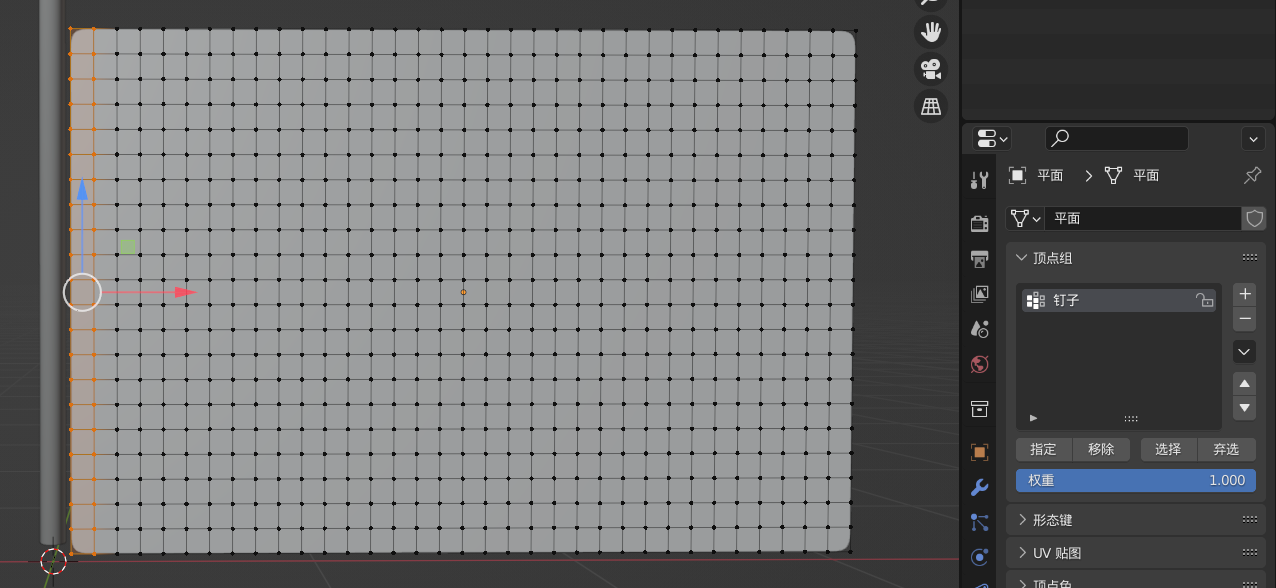 平面 平面
平面
顶点组
钉子
指定 移除 选择 弃选
权重 1.000
形态键
UV 贴图
顶点色